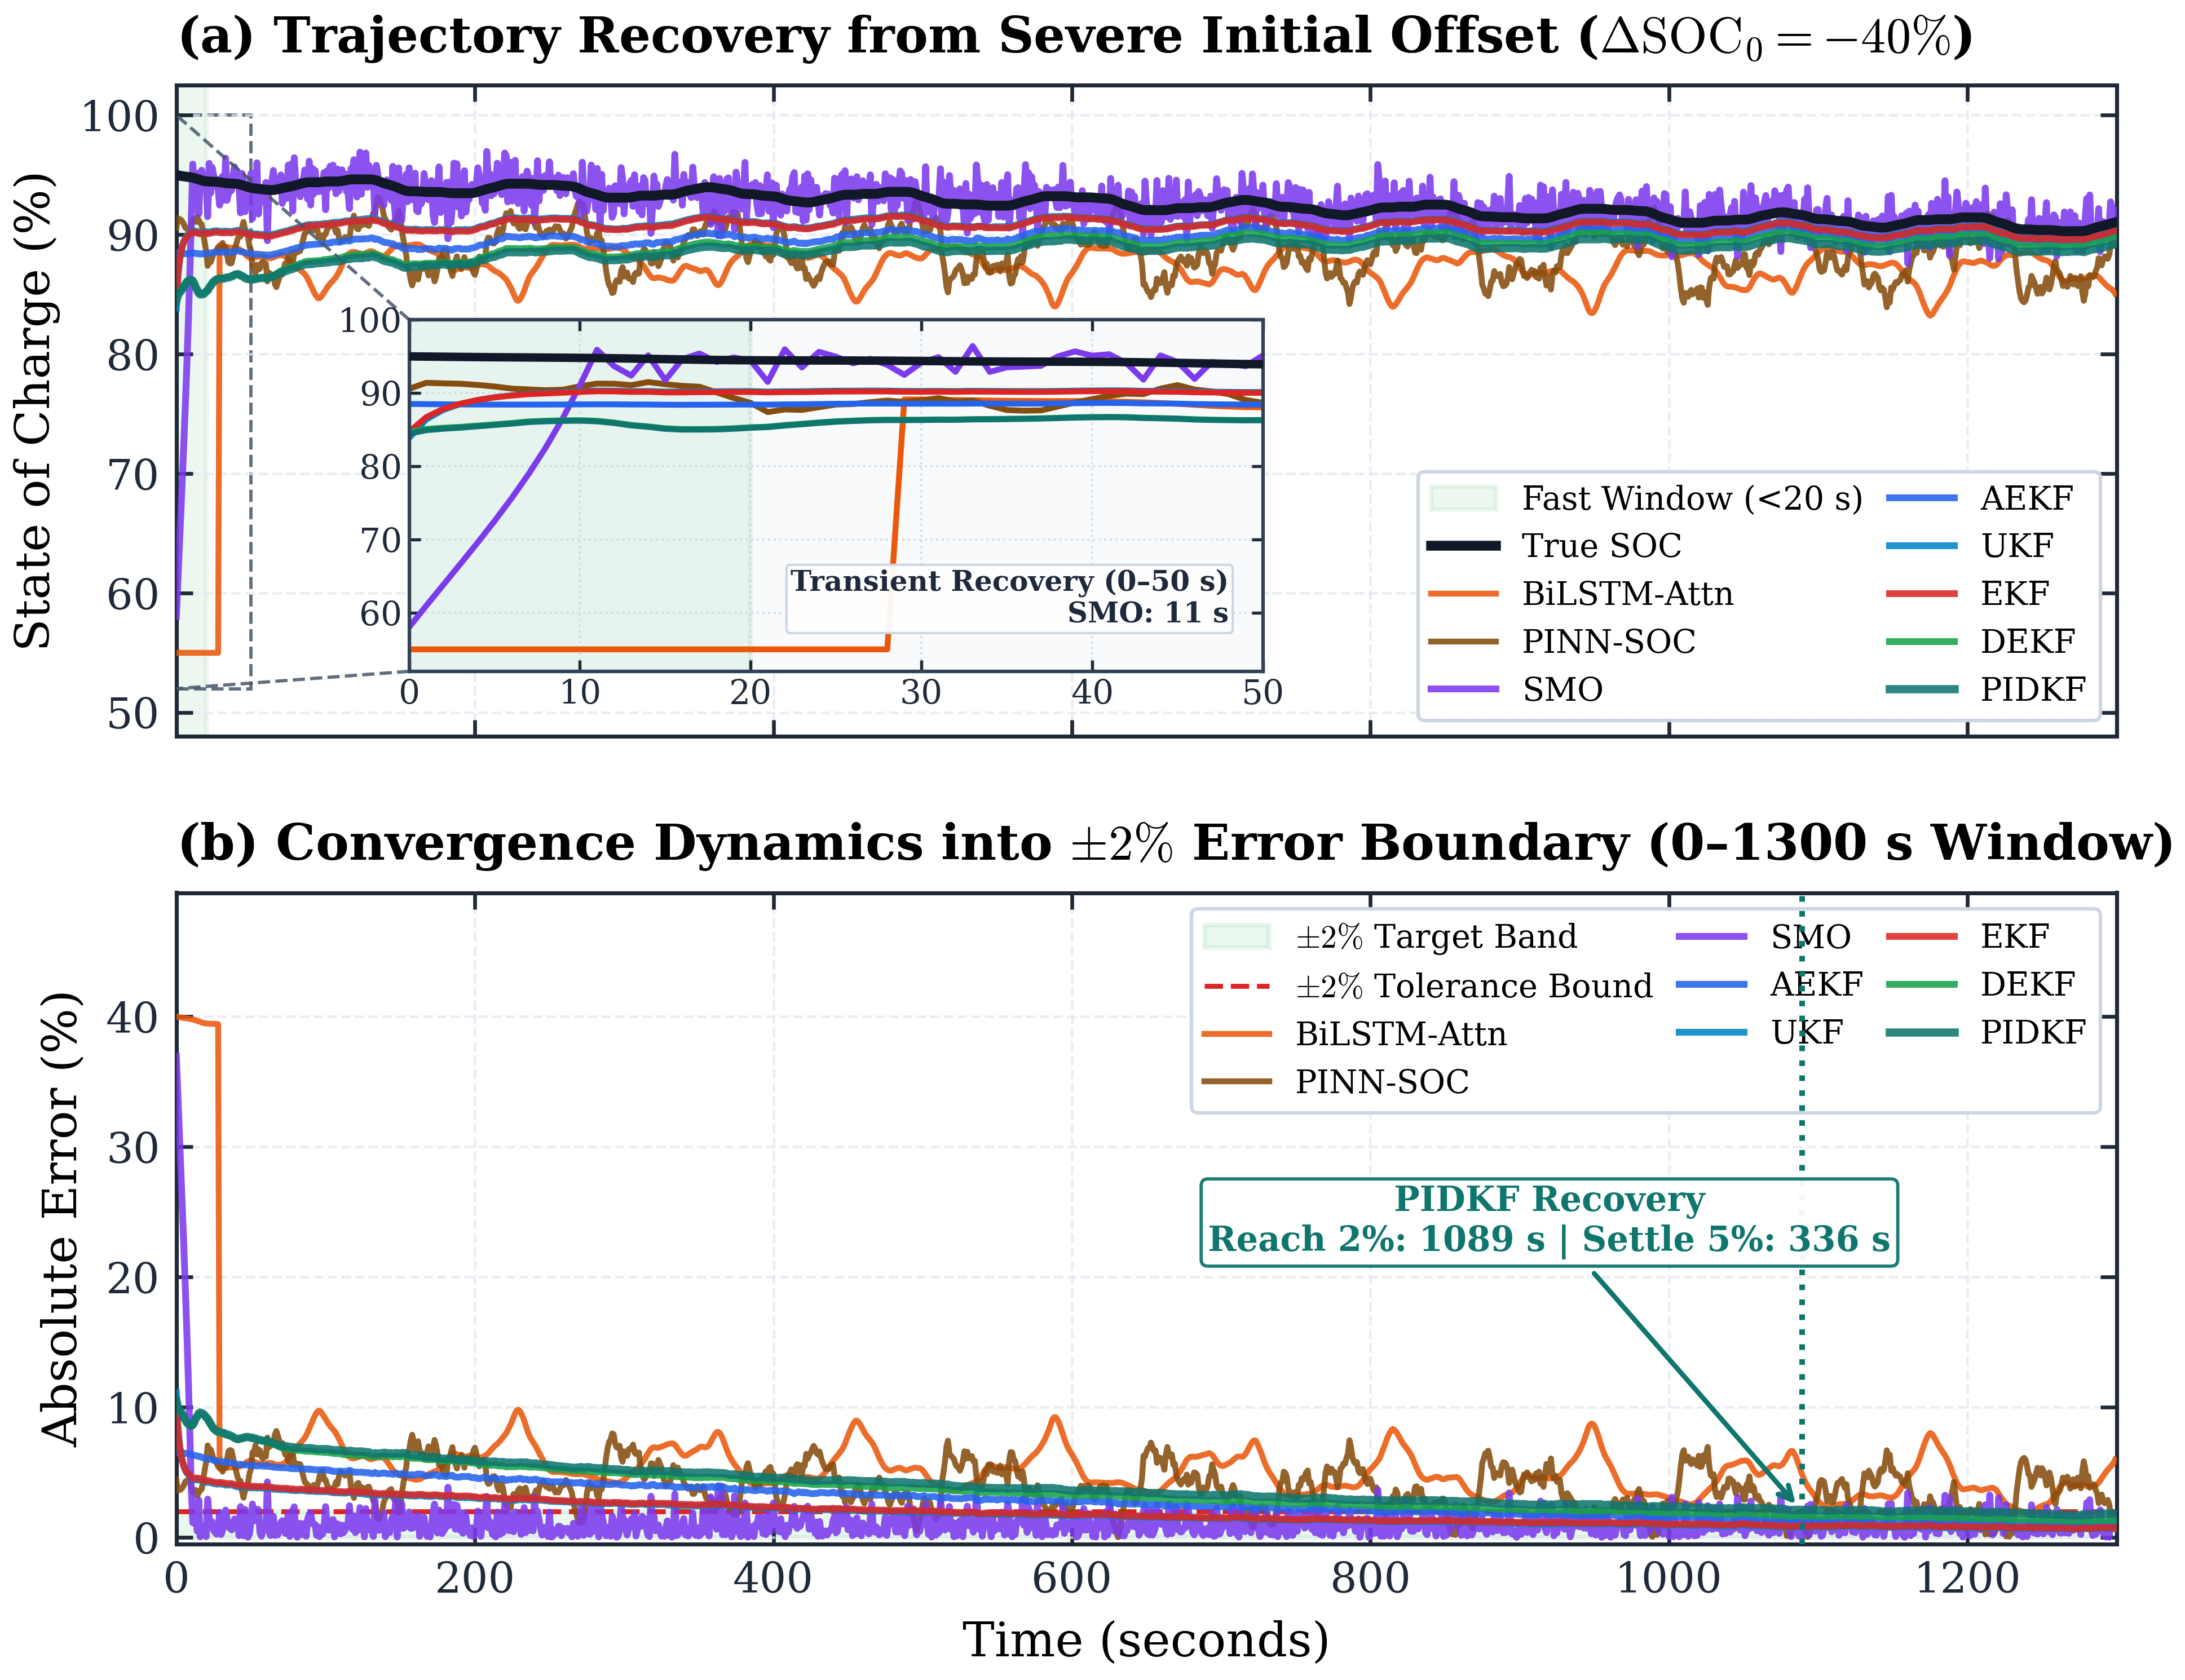 (a) Trajectory Recovery from Severe Initial Offset (ΔSOC₀ = −40%)
State of Charge (%)
100
90
80
70
60
50
100
90
80
70
60
0 10 20 30 40 50
Transient Recovery (0–50 s)
SMO: 11 s
Fast Window (<20 s)
True SOC
BiLSTM-Attn
PINN-SOC
SMO
AEKF
UKF
EKF
DEKF
PIDKF
(b) Convergence Dynamics into ±2% Error Boundary (0–1300 s Window)
Absolute Error (%)
40
30
20
10
0
±2% Target Band
±2% Tolerance Bound
BiLSTM-Attn
PINN-SOC
SMO
AEKF
UKF
EKF
DEKF
PIDKF
PIDKF Recovery
Reach 2%: 1089 s | Settle 5%: 336 s
0 200 400 600 800 1000 1200
Time (seconds)